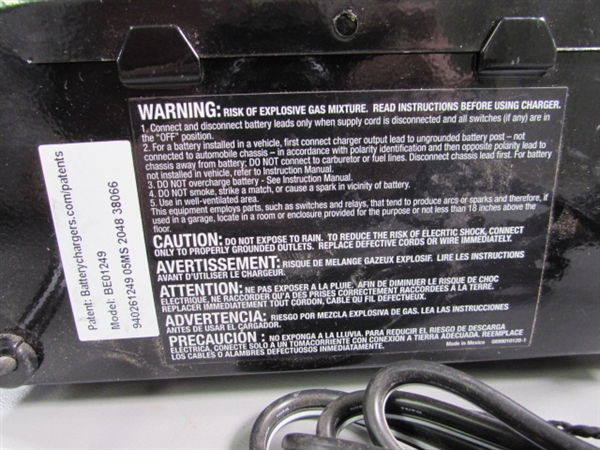 WARNING: RISK OF EXPLOSIVE GAS MIXTURE. READ INSTRUCTIONS BEFORE USING CHARGER.
1. Connect and disconnect battery leads only when supply cord is disconnected and all switches (if any) are in
the "OFF" position.
2. For a battery installed in a vehicle, first connect charger output lead to ungrounded battery post – not
connected to automobile chassis – in accordance with polarity identification and then opposite polarity lead to
chassis away from battery; DO NOT connect to carburetor or fuel lines. Disconnect chassis lead first. For battery
not installed in vehicle, refer to Instruction Manual.
3. DO NOT overcharge battery - See Instruction Manual.
4. DO NOT smoke, strike a match, or cause a spark in vicinity of battery.
5. Use in well-ventilated area.
This equipment employs parts, such as switches and relays, that tend to produce arcs or sparks and therefore, if
used in a garage, locate in a room or enclosure provided for the purpose or not less than 18 inches above the
floor.
CAUTION: DO NOT EXPOSE TO RAIN. TO REDUCE THE RISK OF ELECRTIC SHOCK, CONNECT
ONLY TO PROPERLY GROUNDED OUTLETS. REPLACE DEFECTIVE CORDS OR WIRE IMMEDIATELY.
AVERTISSEMENT: RISQUE DE MELANGE GAZEUX EXPLOSIF. LIRE LES INSTRUCTIONS
AVANT D'UTILISER LE CHARGEUR.
ATTENTION: NE PAS EXPOSER A LA PLUIE. AFIN DE DIMINUER LE RISQUE DE CHOC
ELECTRIQUE, NE RACCORDER QU'A DES PRISES CORRECTEMENT RACCORDÉES A LA TERRE.
REPLACER IMMEDIATEMENT TOUT CORDON, CABLE OU FIL DEFECTUEUX.
ADVERTENCIA: RIESGO POR MEZCLA EXPLOSIVA DE GAS. LEA LAS INSTRUCCIONES
ANTES DE USAR EL CARGADOR.
PRECAUCIÓN : NO EXPONGA A LA LLUVIA. PARA REDUCIR EL RIESGO DE DESCARGA
ELÉCTRICA, CONECTE SOLO A UN TOMACORRIENTE CON CONEXIÓN A TIERRA ADECUADA. REEMPLACE
LOS CABLES O ALAMBRES DEFECTUOSOS INMEDIATAMENTE.
Made in Mexico
Patent: Batterychargers.com/patents
Model: BE01249
940261249 05MS 2048 38066